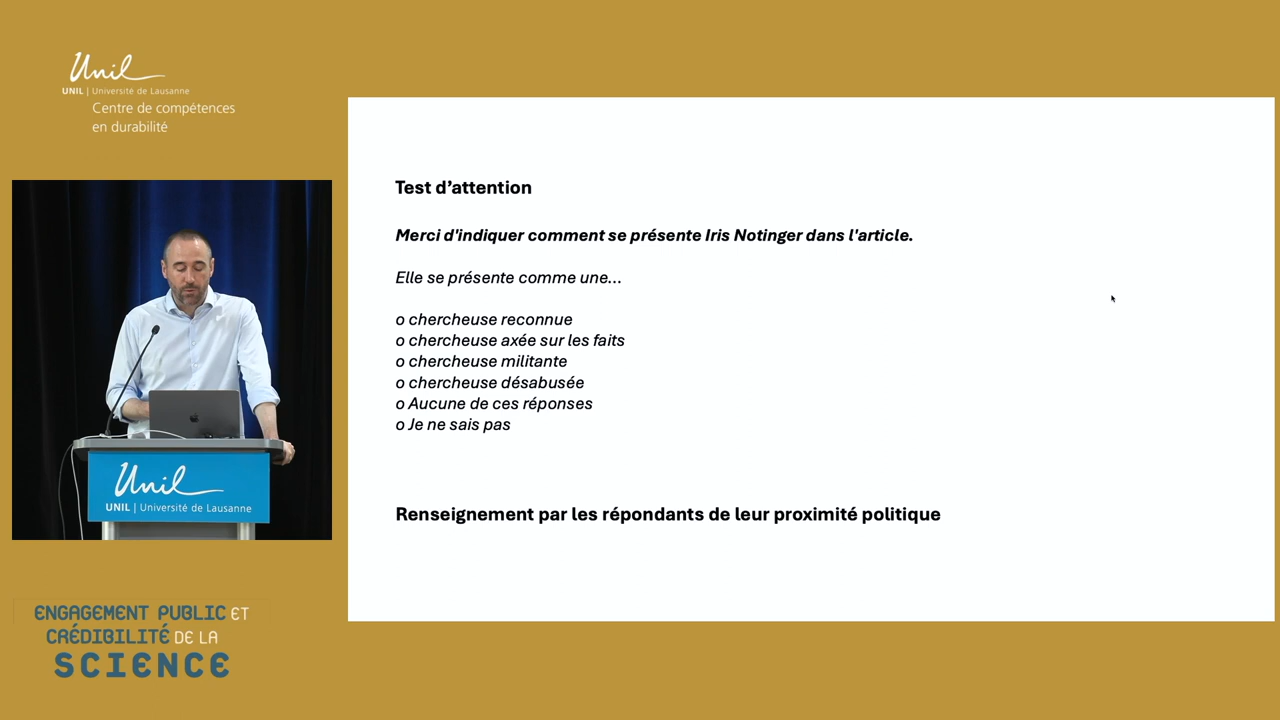 Unil
UNIL | Université de Lausanne
Centre de compétences
en durabilité
Test d'attention
Merci d'indiquer comment se présente Iris Notinger dans l'article.
Elle se présente comme une...
o chercheuse reconnue
o chercheuse axée sur les faits
o chercheuse militante
o chercheuse désabusée
o Aucune de ces réponses
o Je ne sais pas
Renseignement par les répondants de leur proximité politique
Unil
UNIL | Université de Lausanne
ENGAGEMENT PUBLIC ET
CRÉDIBILITÉ DE LA
SCIENCE